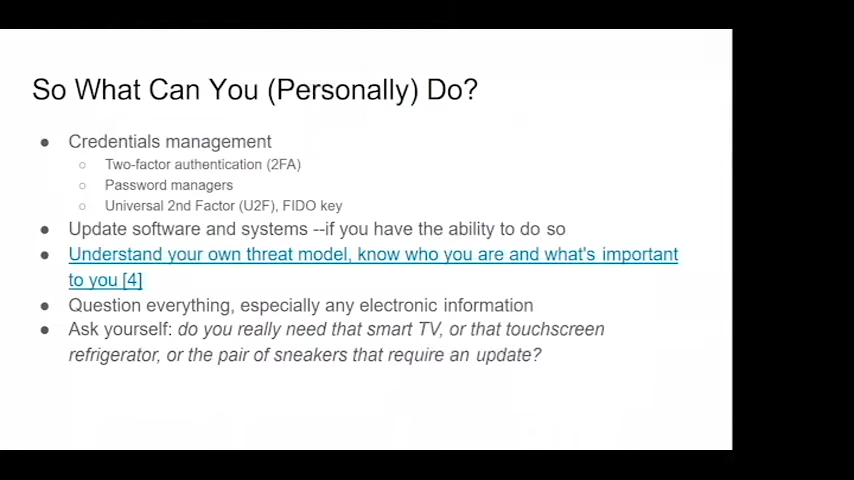 So What Can You (Personally) Do?
● Credentials management
○ Two-factor authentication (2FA)
○ Password managers
○ Universal 2nd Factor (U2F), FIDO key
● Update software and systems --if you have the ability to do so
● Understand your own threat model, know who you are and what's important
to you [4]
● Question everything, especially any electronic information
● Ask yourself: do you really need that smart TV, or that touchscreen
refrigerator, or the pair of sneakers that require an update?